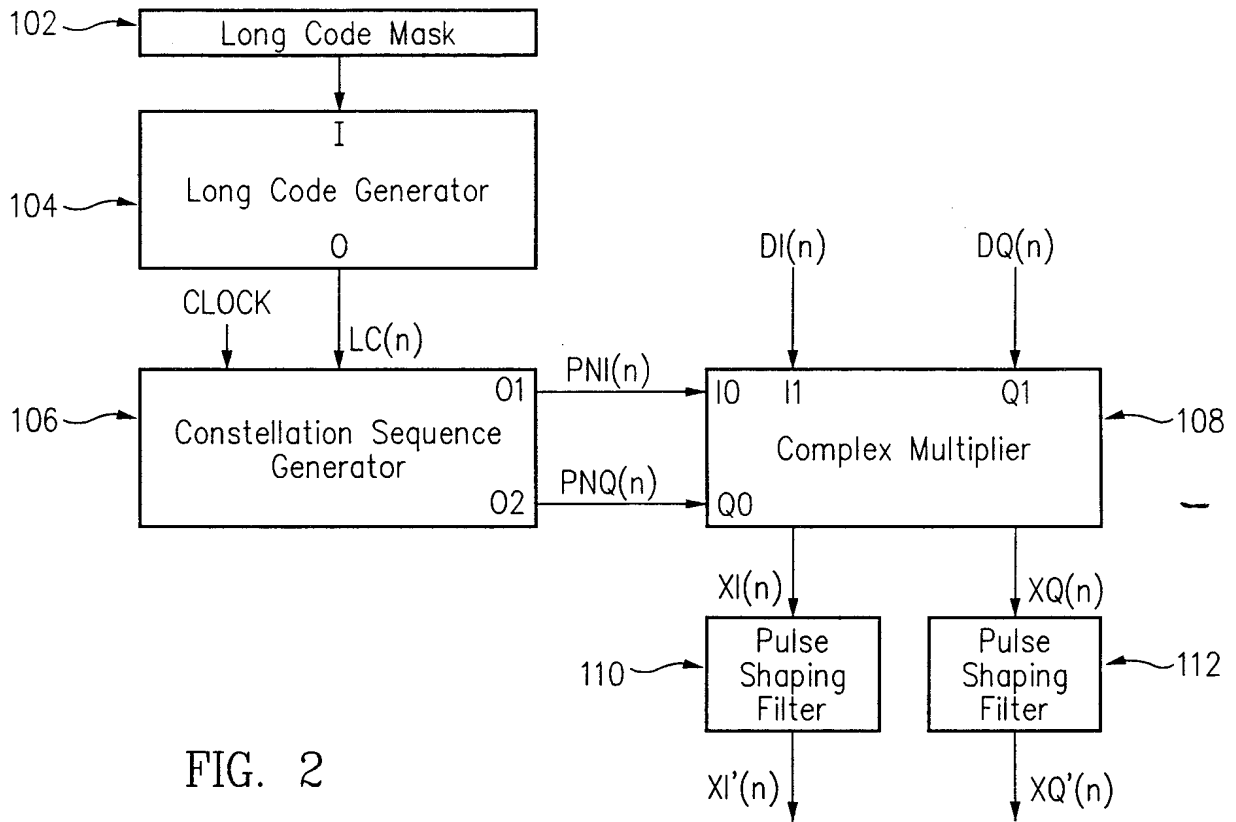 102
Long Code Mask
I
104
Long Code Generator
O
DI(n)
DQ(n)
CLOCK
LC(n)
O1
PNI(n)
I0
I1
Q1
106
Constellation Sequence
Generator
Complex Multiplier
108
O2
PNQ(n)
Q0
XI(n)
XQ(n)
110
Pulse
Shaping
Filter
Pulse
Shaping
Filter
112
FIG. 2
XI'(n)
XQ'(n)